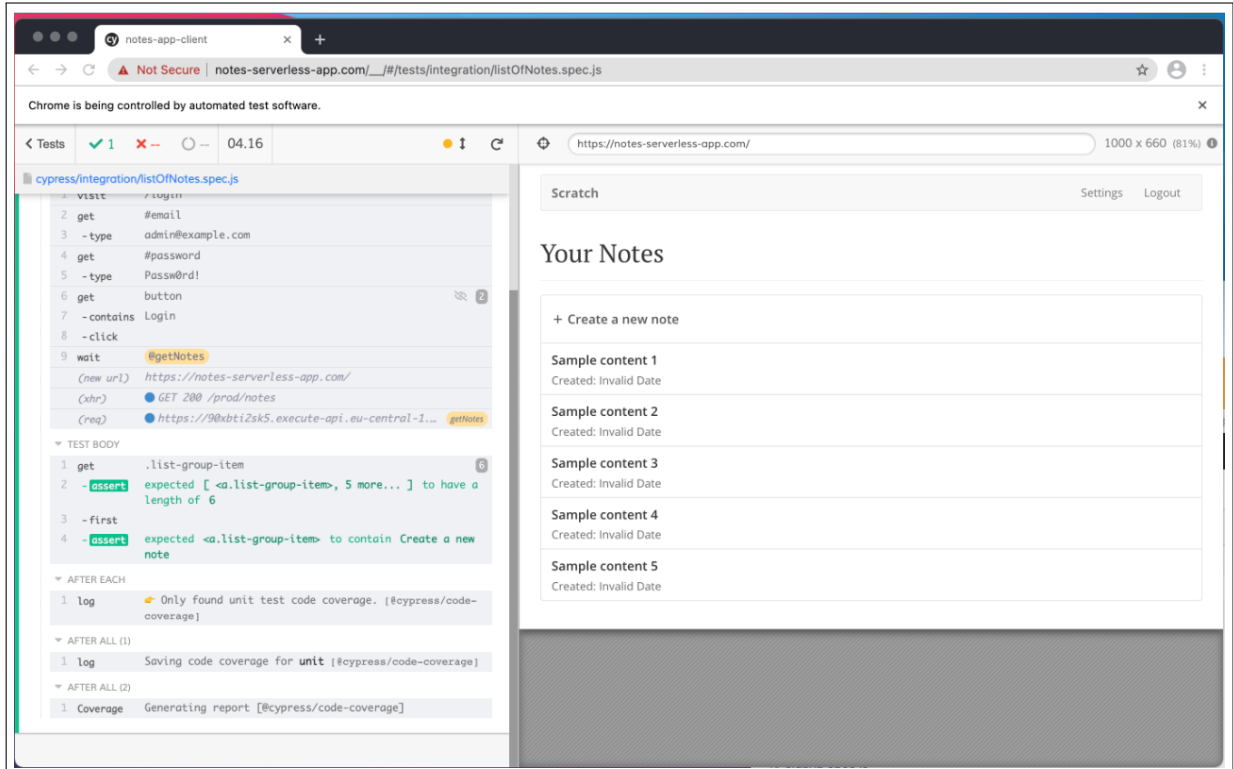 notes-app-client
Not Secure | notes-serverless-app.com/__/#/tests/integration/listOfNotes.spec.js
Chrome is being controlled by automated test software.
< Tests 1 -- -- 04.16
https://notes-serverless-app.com/ 1000 x 660 (81%)
cypress/integration/listOfNotes.spec.js
1 visit /login
2 get #email
3 - type admin@example.com
4 get #password
5 - type Passw0rd!
6 get button 2
7 - contains Login
8 - click
9 wait @getNotes
(new url) https://notes-serverless-app.com/
(xhr) GET 200 /prod/notes
(req) https://90xbti2sk5.execute-api.eu-central-1... getNotes
TEST BODY
1 get .list-group-item 6
2 - assert expected [ <a.list-group-item>, 5 more... ] to have a
length of 6
3 - first
4 - assert expected <a.list-group-item> to contain Create a new
note
AFTER EACH
1 log 👉 Only found unit test code coverage. [@cypress/code-
coverage]
AFTER ALL (1)
1 log Saving code coverage for unit [@cypress/code-coverage]
AFTER ALL (2)
1 Coverage Generating report [@cypress/code-coverage]
Scratch Settings Logout
Your Notes
+ Create a new note
Sample content 1
Created: Invalid Date
Sample content 2
Created: Invalid Date
Sample content 3
Created: Invalid Date
Sample content 4
Created: Invalid Date
Sample content 5
Created: Invalid Date